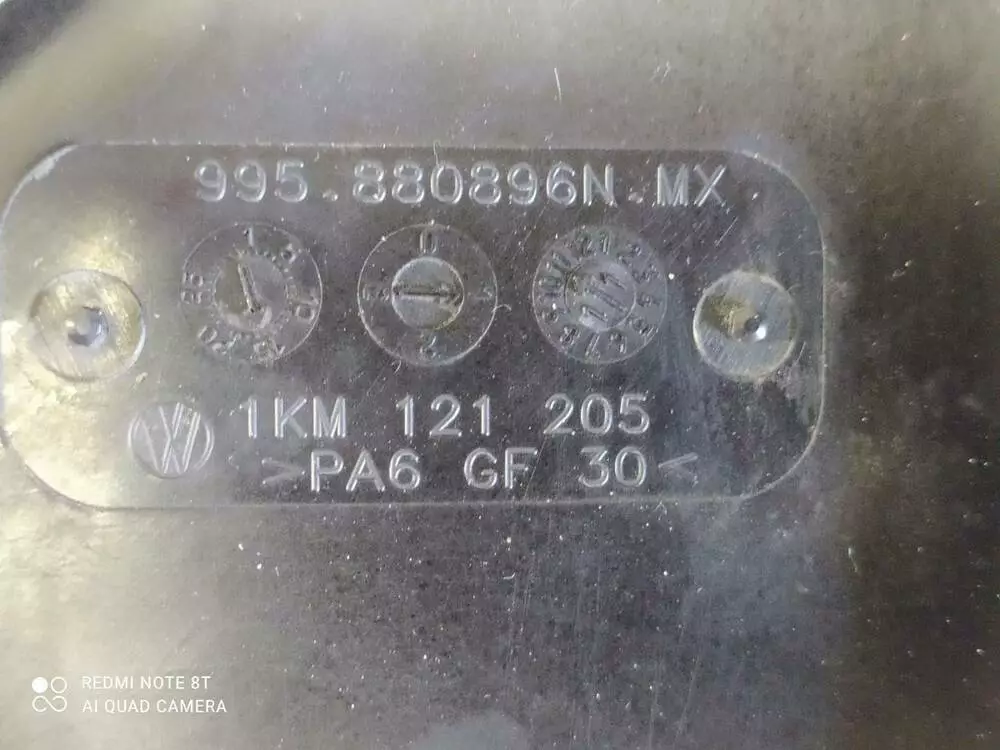 995.880896N.MX
1KM 121 205
>PA6 GF 30<
REDMI NOTE 8T
AI QUAD CAMERA